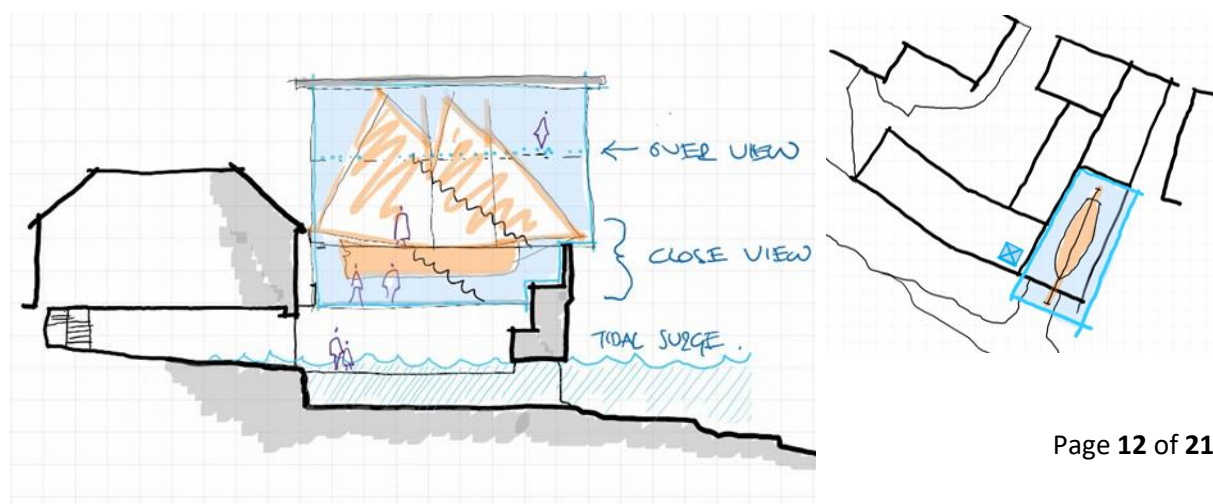 ← OVER VIEW
CLOSE VIEW
TIDAL SURGE.
Page 12 of 21